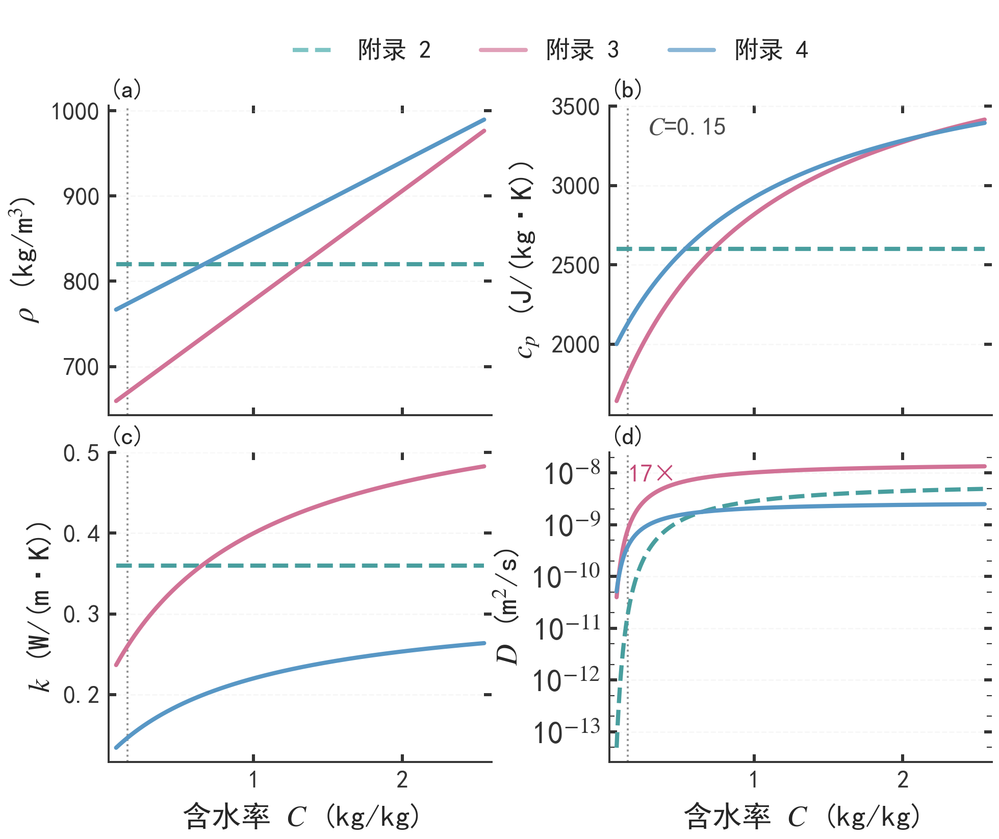 附录 2 附录 3 附录 4
(a)
1000
900
800
700
ρ (kg/m³)
(b)
3500
3000
2500
2000
C=0.15
c_p (J/(kg·K))
(c)
0.5
0.4
0.3
0.2
k (W/(m·K))
1 2
含水率 C (kg/kg)
(d)
10⁻⁸
10⁻⁹
10⁻¹⁰
10⁻¹¹
10⁻¹²
10⁻¹³
17×
D (m²/s)
1 2
含水率 C (kg/kg)